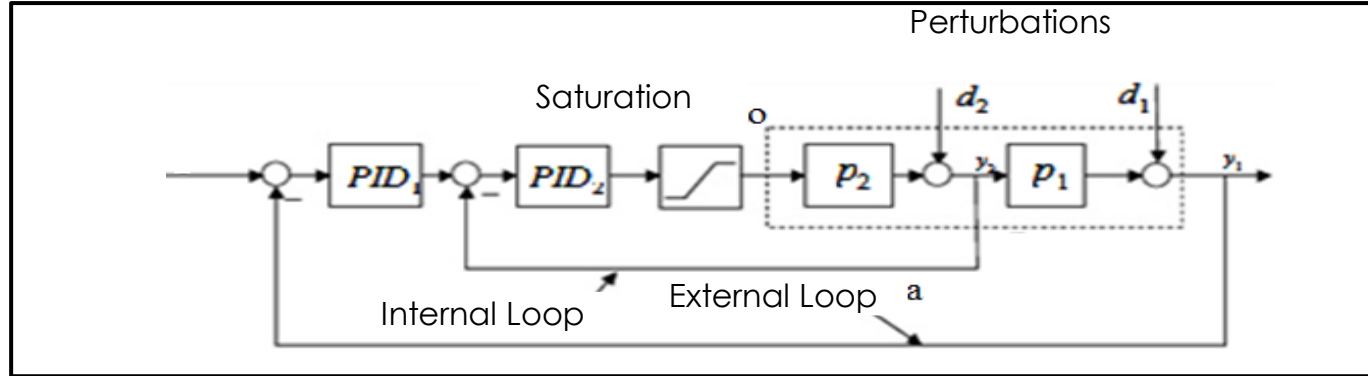 Perturbations
Saturation
o
d₂
d₁
PID₁
PID₂
p₂
y₂
p₁
y₁
Internal Loop
External Loop
a